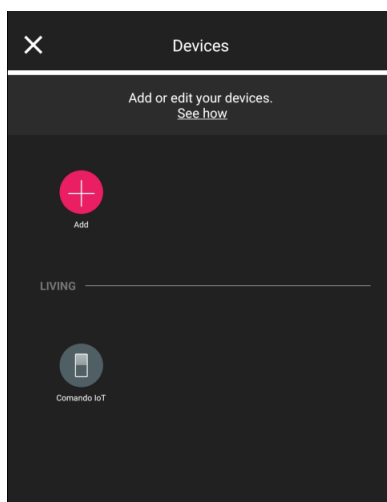 Devices
Add or edit your devices.
See how
Add
LIVING
Comando IoT